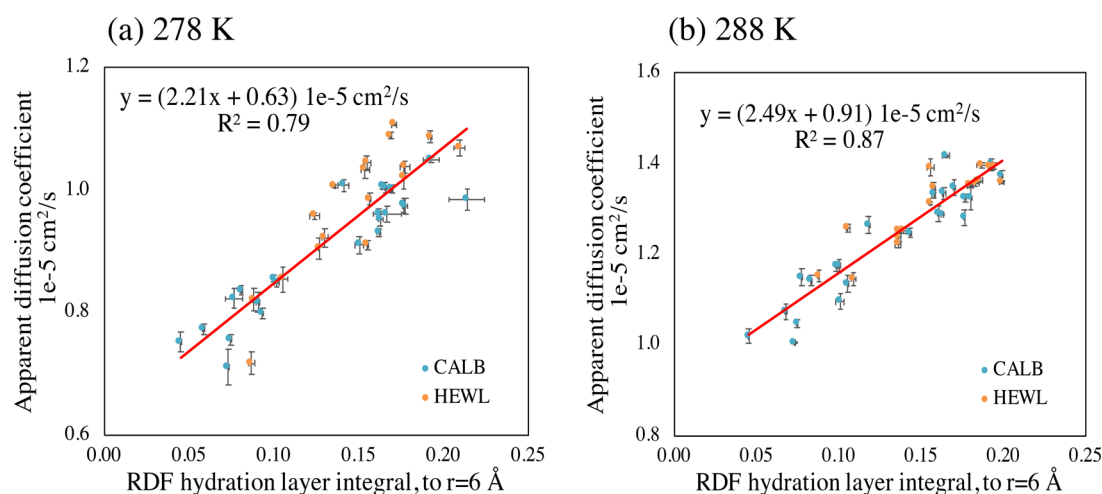 (a) 278 K
1.2
y = (2.21x + 0.63) 1e-5 cm²/s
R² = 0.79
1.0
0.8
0.6
Apparent diffusion coefficient
1e-5 cm²/s
CALB
HEWL
0.00 0.05 0.10 0.15 0.20 0.25
RDF hydration layer integral, to r=6 Å
(b) 288 K
1.6
y = (2.49x + 0.91) 1e-5 cm²/s
R² = 0.87
1.4
1.2
1.0
0.8
Apparent diffusion coefficient
1e-5 cm²/s
CALB
HEWL
0.00 0.05 0.10 0.15 0.20 0.25
RDF hydration layer integral, to r=6 Å